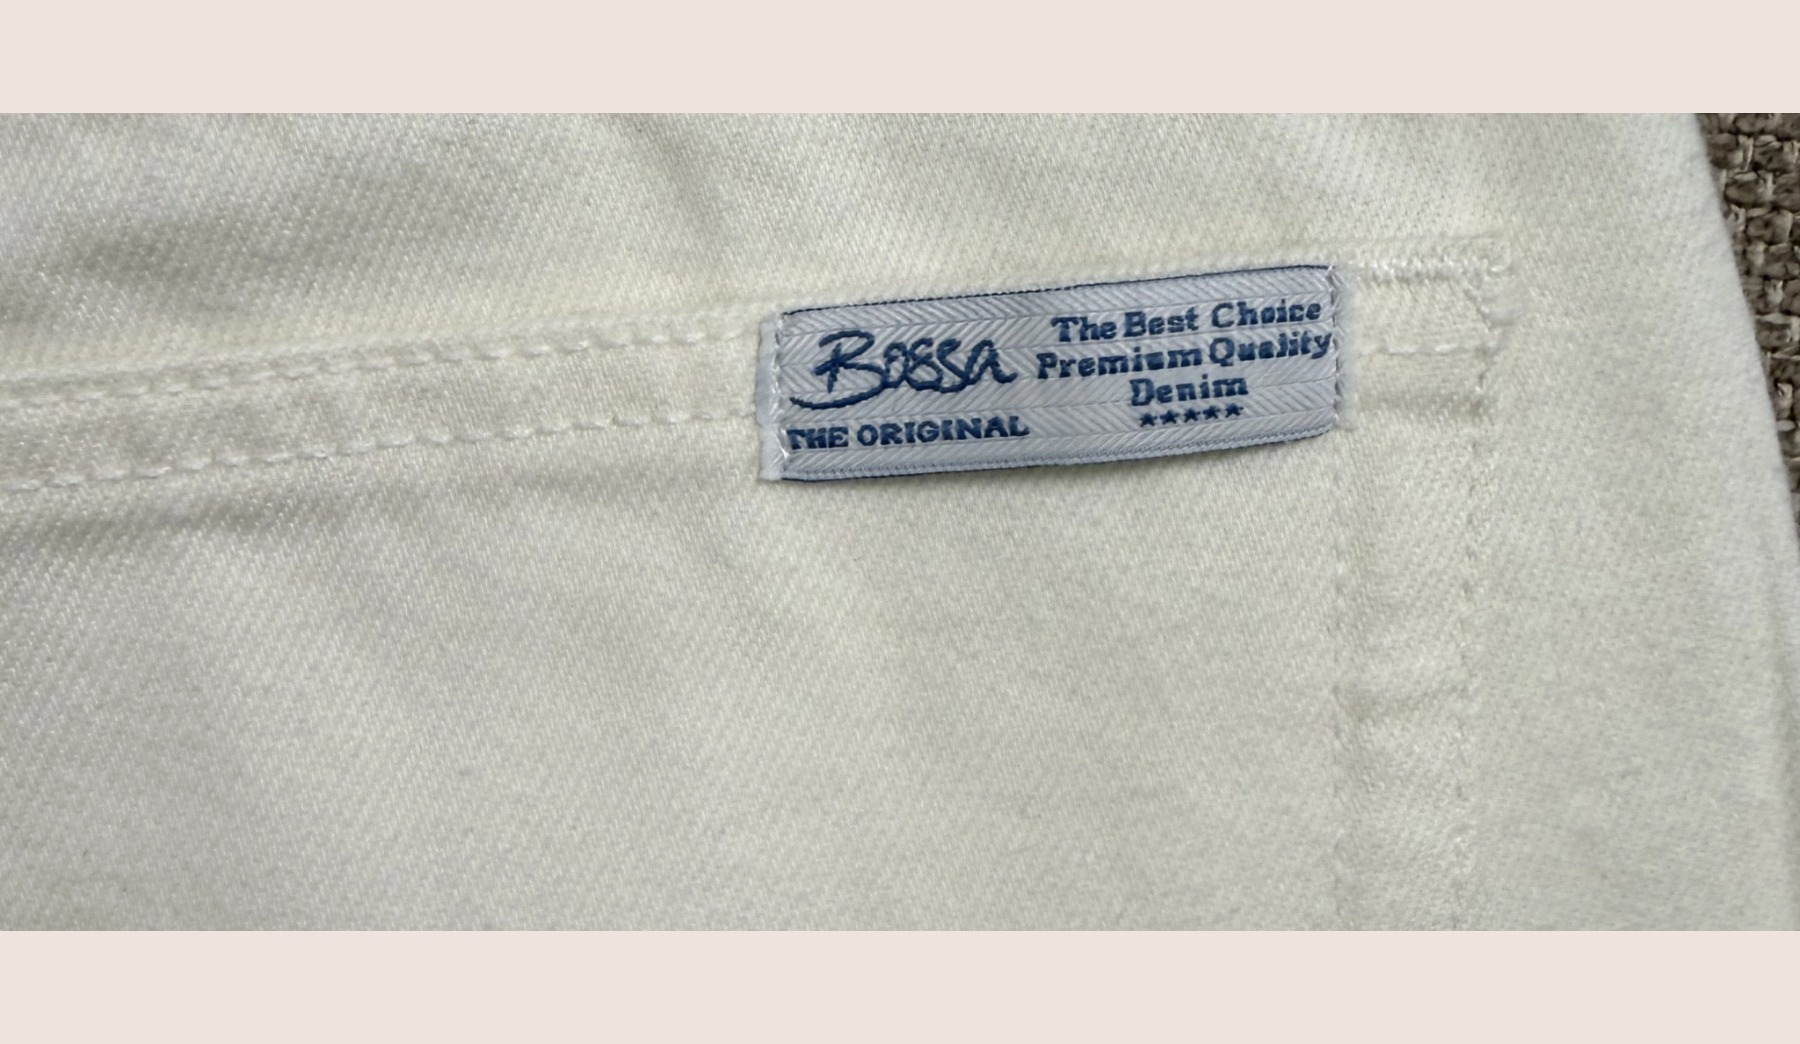 Bossa
THE ORIGINAL
The Best Choice
Premium Quality
Denim
★★★★★